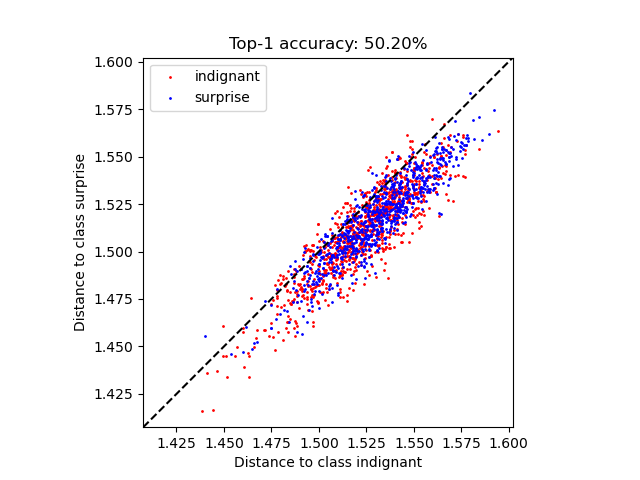 Top-1 accuracy: 50.20%
indignant
surprise
Distance to class surprise
1.600
1.575
1.550
1.525
1.500
1.475
1.450
1.425
1.425 1.450 1.475 1.500 1.525 1.550 1.575 1.600
Distance to class indignant